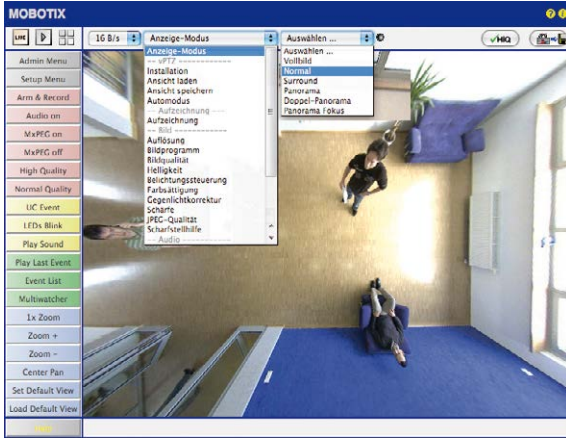 MOBOTIX
LIVE
16 B/s
Anzeige-Modus
Auswählen ...
HIQ
Anzeige-Modus
-- vPTZ --------------
Installation
Ansicht laden
Ansicht speichern
Automodus
-- Aufzeichnung ----
Aufzeichnung
-- Bild --------------
Auflösung
Bildprogramm
Bildqualität
Helligkeit
Belichtungssteuerung
Farbsättigung
Gegenlichtkorrektur
Schärfe
JPEG-Qualität
Scharfstellhilfe
-- Audio ------------
Auswählen ...
Vollbild
Normal
Surround
Panorama
Doppel-Panorama
Panorama Fokus
Admin Menu
Setup Menu
Arm & Record
Audio on
MxPEG on
MxPEG off
High Quality
Normal Quality
UC Event
LEDs Blink
Play Sound
Play Last Event
Event List
Multiwatcher
1x Zoom
Zoom +
Zoom -
Center Pan
Set Default View
Load Default View